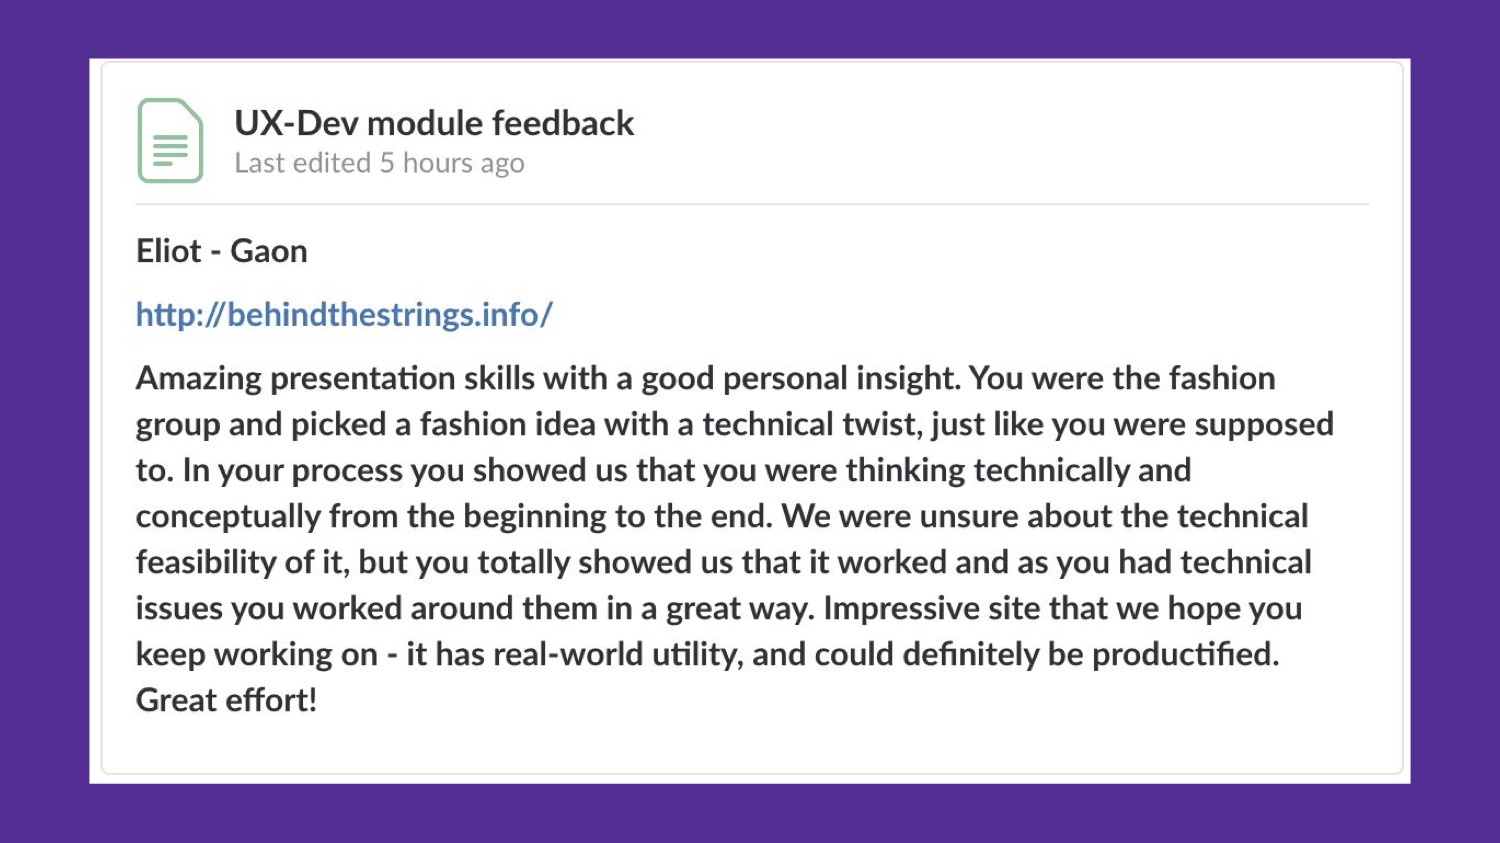 UX-Dev module feedback
Last edited 5 hours ago
Eliot - Gaon
http://behindthestrings.info/
Amazing presentation skills with a good personal insight. You were the fashion
group and picked a fashion idea with a technical twist, just like you were supposed
to. In your process you showed us that you were thinking technically and
conceptually from the beginning to the end. We were unsure about the technical
feasibility of it, but you totally showed us that it worked and as you had technical
issues you worked around them in a great way. Impressive site that we hope you
keep working on - it has real-world utility, and could definitely be productified.
Great effort!